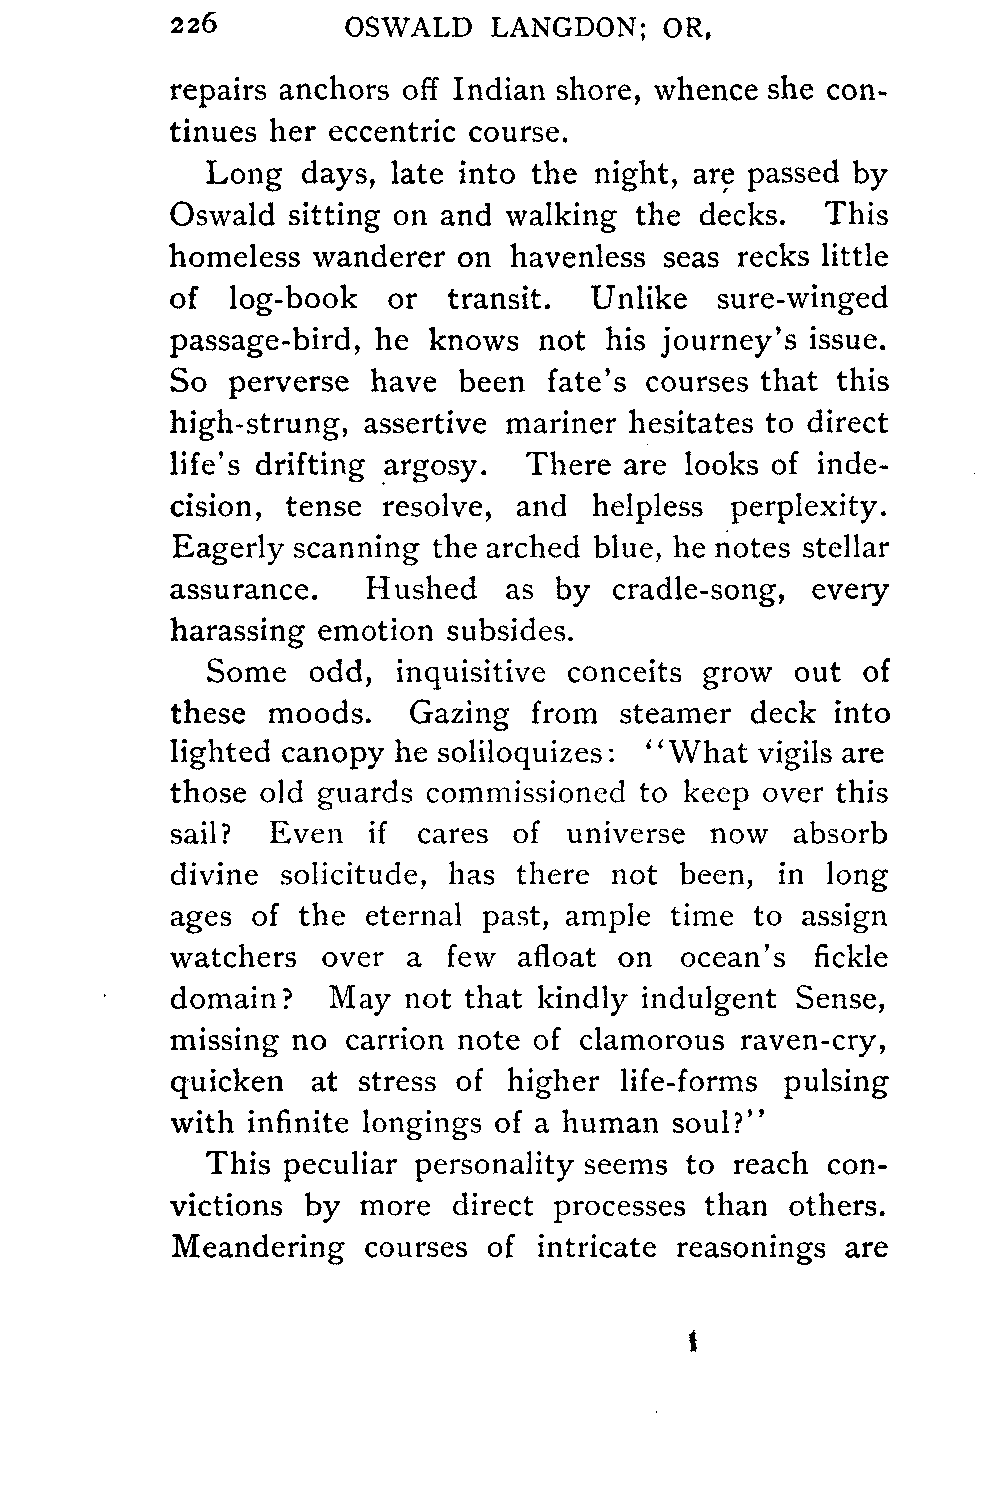 226 OSWALD LANGDON; OR,
repairs anchors off Indian shore, whence she con-
tinues her eccentric course.
Long days, late into the night, are passed by
Oswald sitting on and walking the decks. This
homeless wanderer on havenless seas recks little
of log-book or transit. Unlike sure-winged
passage-bird, he knows not his journey's issue.
So perverse have been fate's courses that this
high-strung, assertive mariner hesitates to direct
life's drifting argosy. There are looks of inde-
cision, tense resolve, and helpless perplexity.
Eagerly scanning the arched blue, he notes stellar
assurance. Hushed as by cradle-song, every
harassing emotion subsides.
Some odd, inquisitive conceits grow out of
these moods. Gazing from steamer deck into
lighted canopy he soliloquizes: "What vigils are
those old guards commissioned to keep over this
sail? Even if cares of universe now absorb
divine solicitude, has there not been, in long
ages of the eternal past, ample time to assign
watchers over a few afloat on ocean's fickle
domain? May not that kindly indulgent Sense,
missing no carrion note of clamorous raven-cry,
quicken at stress of higher life-forms pulsing
with infinite longings of a human soul?"
This peculiar personality seems to reach con-
victions by more direct processes than others.
Meandering courses of intricate reasonings are